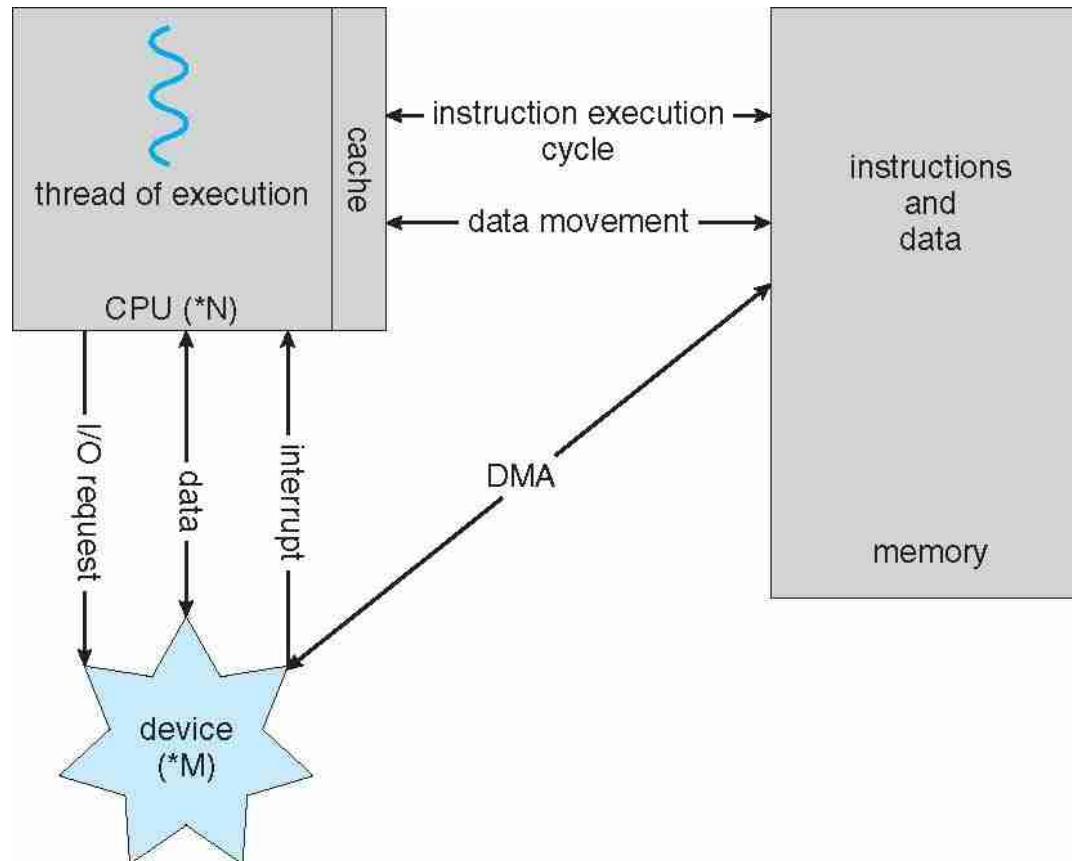 thread of execution
CPU (*N)
cache
instruction execution
cycle
data movement
instructions
and
data
memory
I/O request
data
interrupt
DMA
device
(*M)